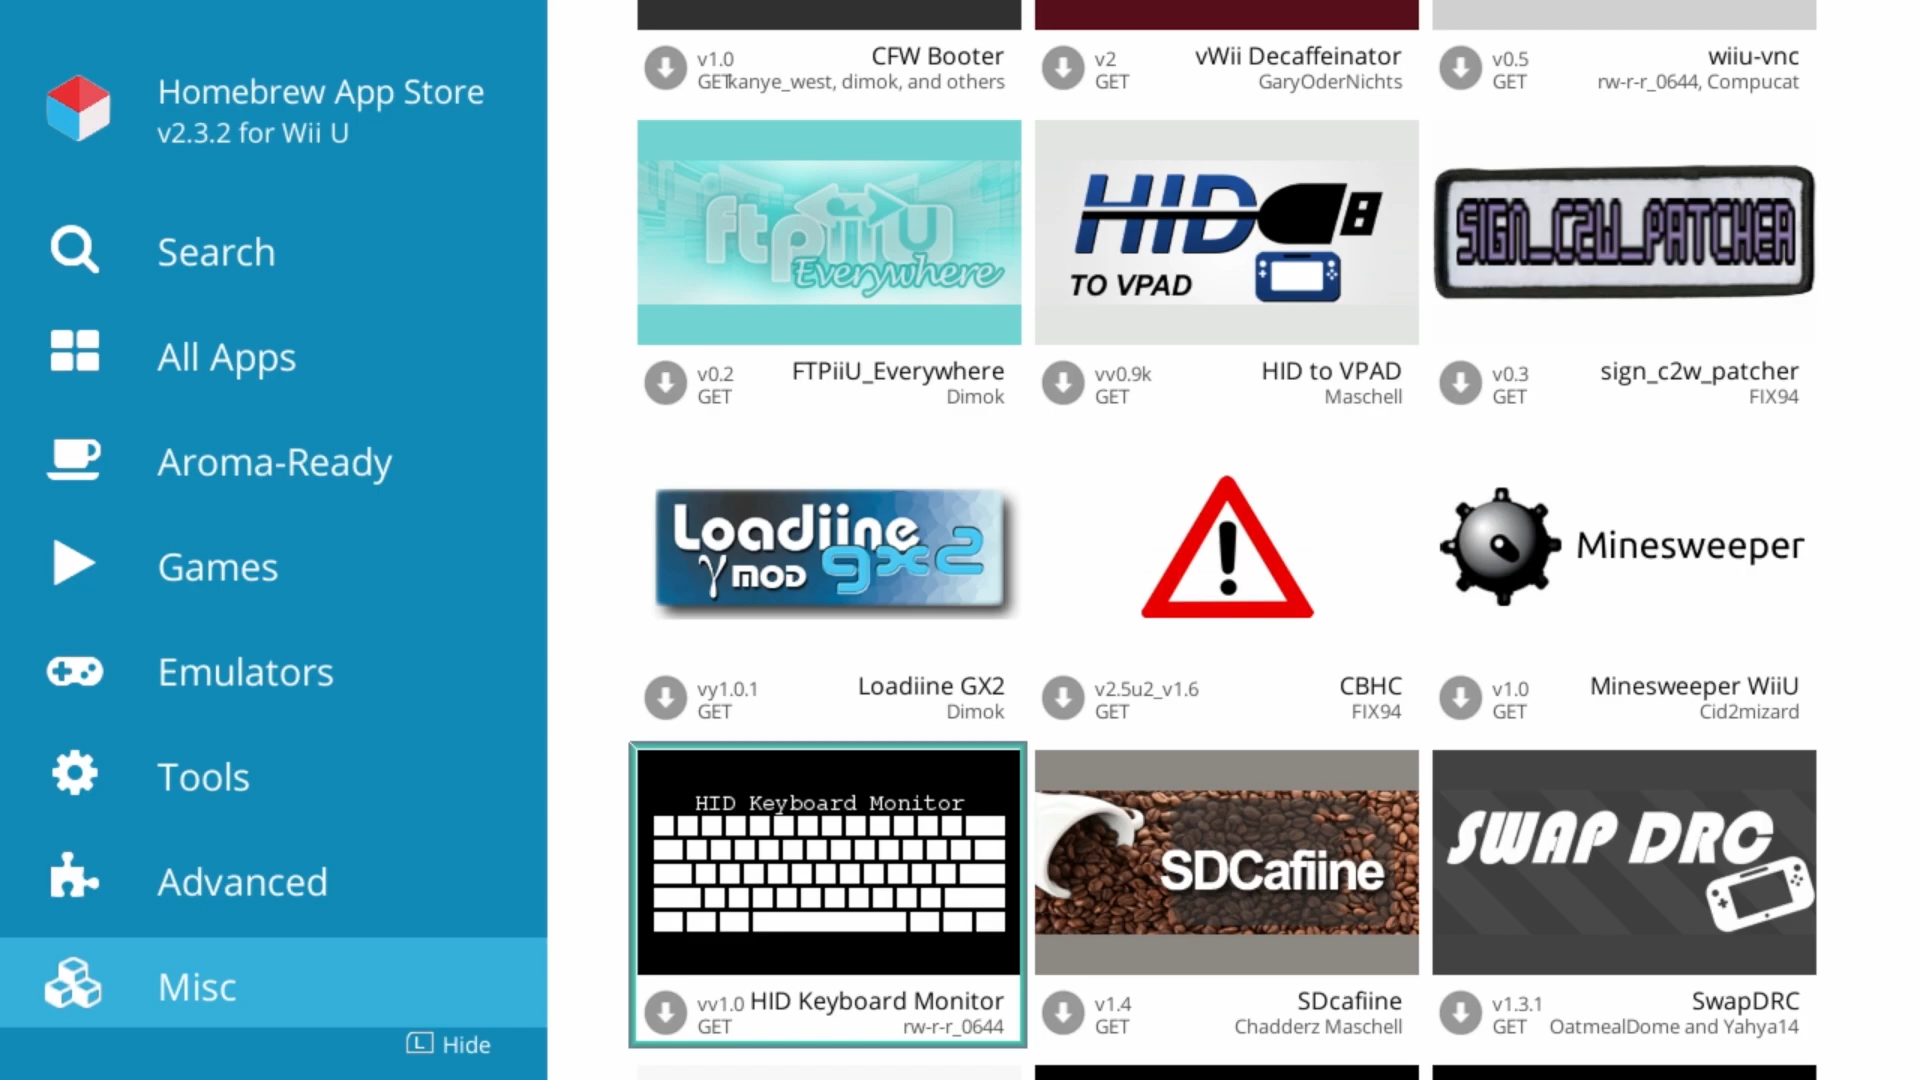 Homebrew App Store
v2.3.2 for Wii U
Search
All Apps
Aroma-Ready
Games
Emulators
Tools
Advanced
Misc
L Hide
v1.0 CFW Booter
GET kanye_west, dimok, and others
v2 vWii Decaffeinator
GET GaryOderNichts
v0.5 wiiu-vnc
GET rw-r-r_0644, Compucat
ftpiiU
Everywhere
HID
TO VPAD
SIGN_C2W_PATCHER
v0.2 FTPiiU_Everywhere
GET Dimok
vv0.9k HID to VPAD
GET Maschell
v0.3 sign_c2w_patcher
GET FIX94
Loadiine
γ MOD gx2
!
Minesweeper
vy1.0.1 Loadiine GX2
GET Dimok
v2.5u2_v1.6 CBHC
GET FIX94
v1.0 Minesweeper WiiU
GET Cid2mizard
HID Keyboard Monitor
SDCafiine
SWAP DRC
vv1.0 HID Keyboard Monitor
GET rw-r-r_0644
v1.4 SDcafiine
GET Chadderz Maschell
v1.3.1 SwapDRC
GET OatmealDome and Yahya14